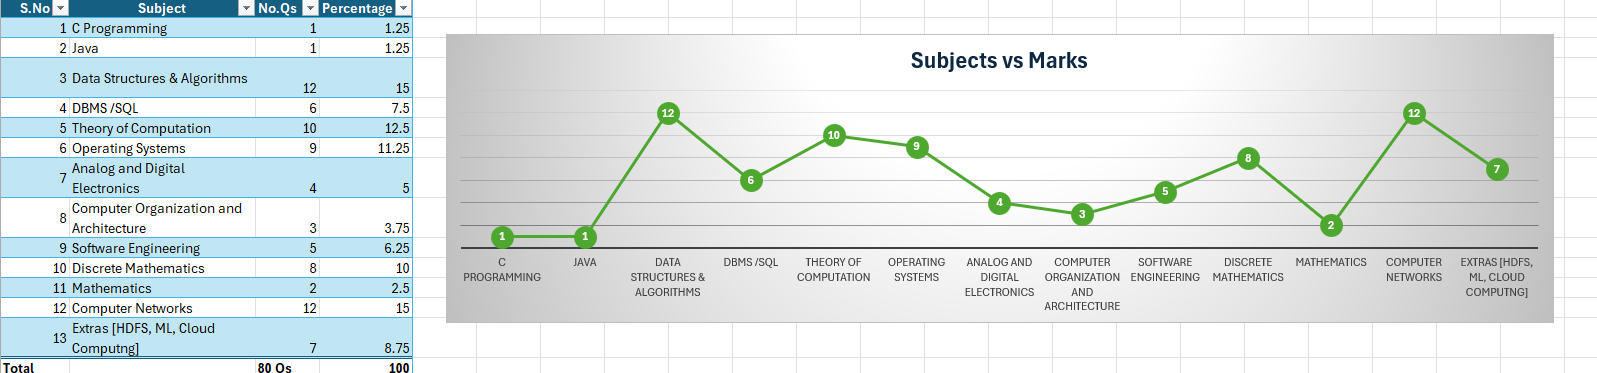 S.No Subject No.Qs Percentage
1 C Programming 1 1.25
2 Java 1 1.25
3 Data Structures & Algorithms 12 15
4 DBMS /SQL 6 7.5
5 Theory of Computation 10 12.5
6 Operating Systems 9 11.25
7 Analog and Digital
Electronics 4 5
8 Computer Organization and
Architecture 3 3.75
9 Software Engineering 5 6.25
10 Discrete Mathematics 8 10
11 Mathematics 2 2.5
12 Computer Networks 12 15
13 Extras [HDFS, ML, Cloud
Computng] 7 8.75
Total 80 Qs 100
Subjects vs Marks
1 1 12 6 10 9 4 3 5 8 2 12 7
C
PROGRAMMING
JAVA
DATA
STRUCTURES &
ALGORITHMS
DBMS /SQL
THEORY OF
COMPUTATION
OPERATING
SYSTEMS
ANALOG AND
DIGITAL
ELECTRONICS
COMPUTER
ORGANIZATION
AND
ARCHITECTURE
SOFTWARE
ENGINEERING
DISCRETE
MATHEMATICS
MATHEMATICS
COMPUTER
NETWORKS
EXTRAS [HDFS,
ML, CLOUD
COMPUTNG]